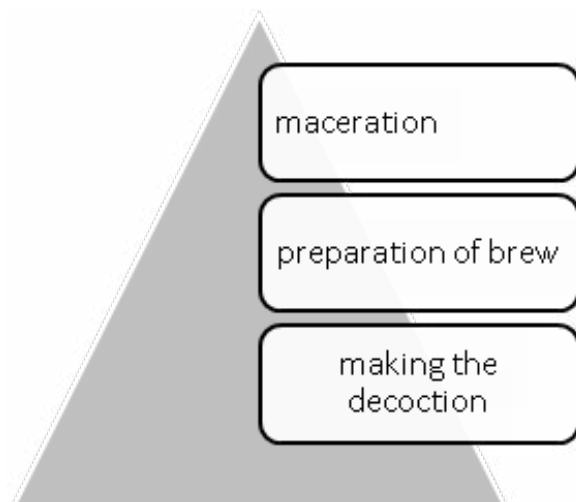 maceration
preparation of brew
making the
decoction